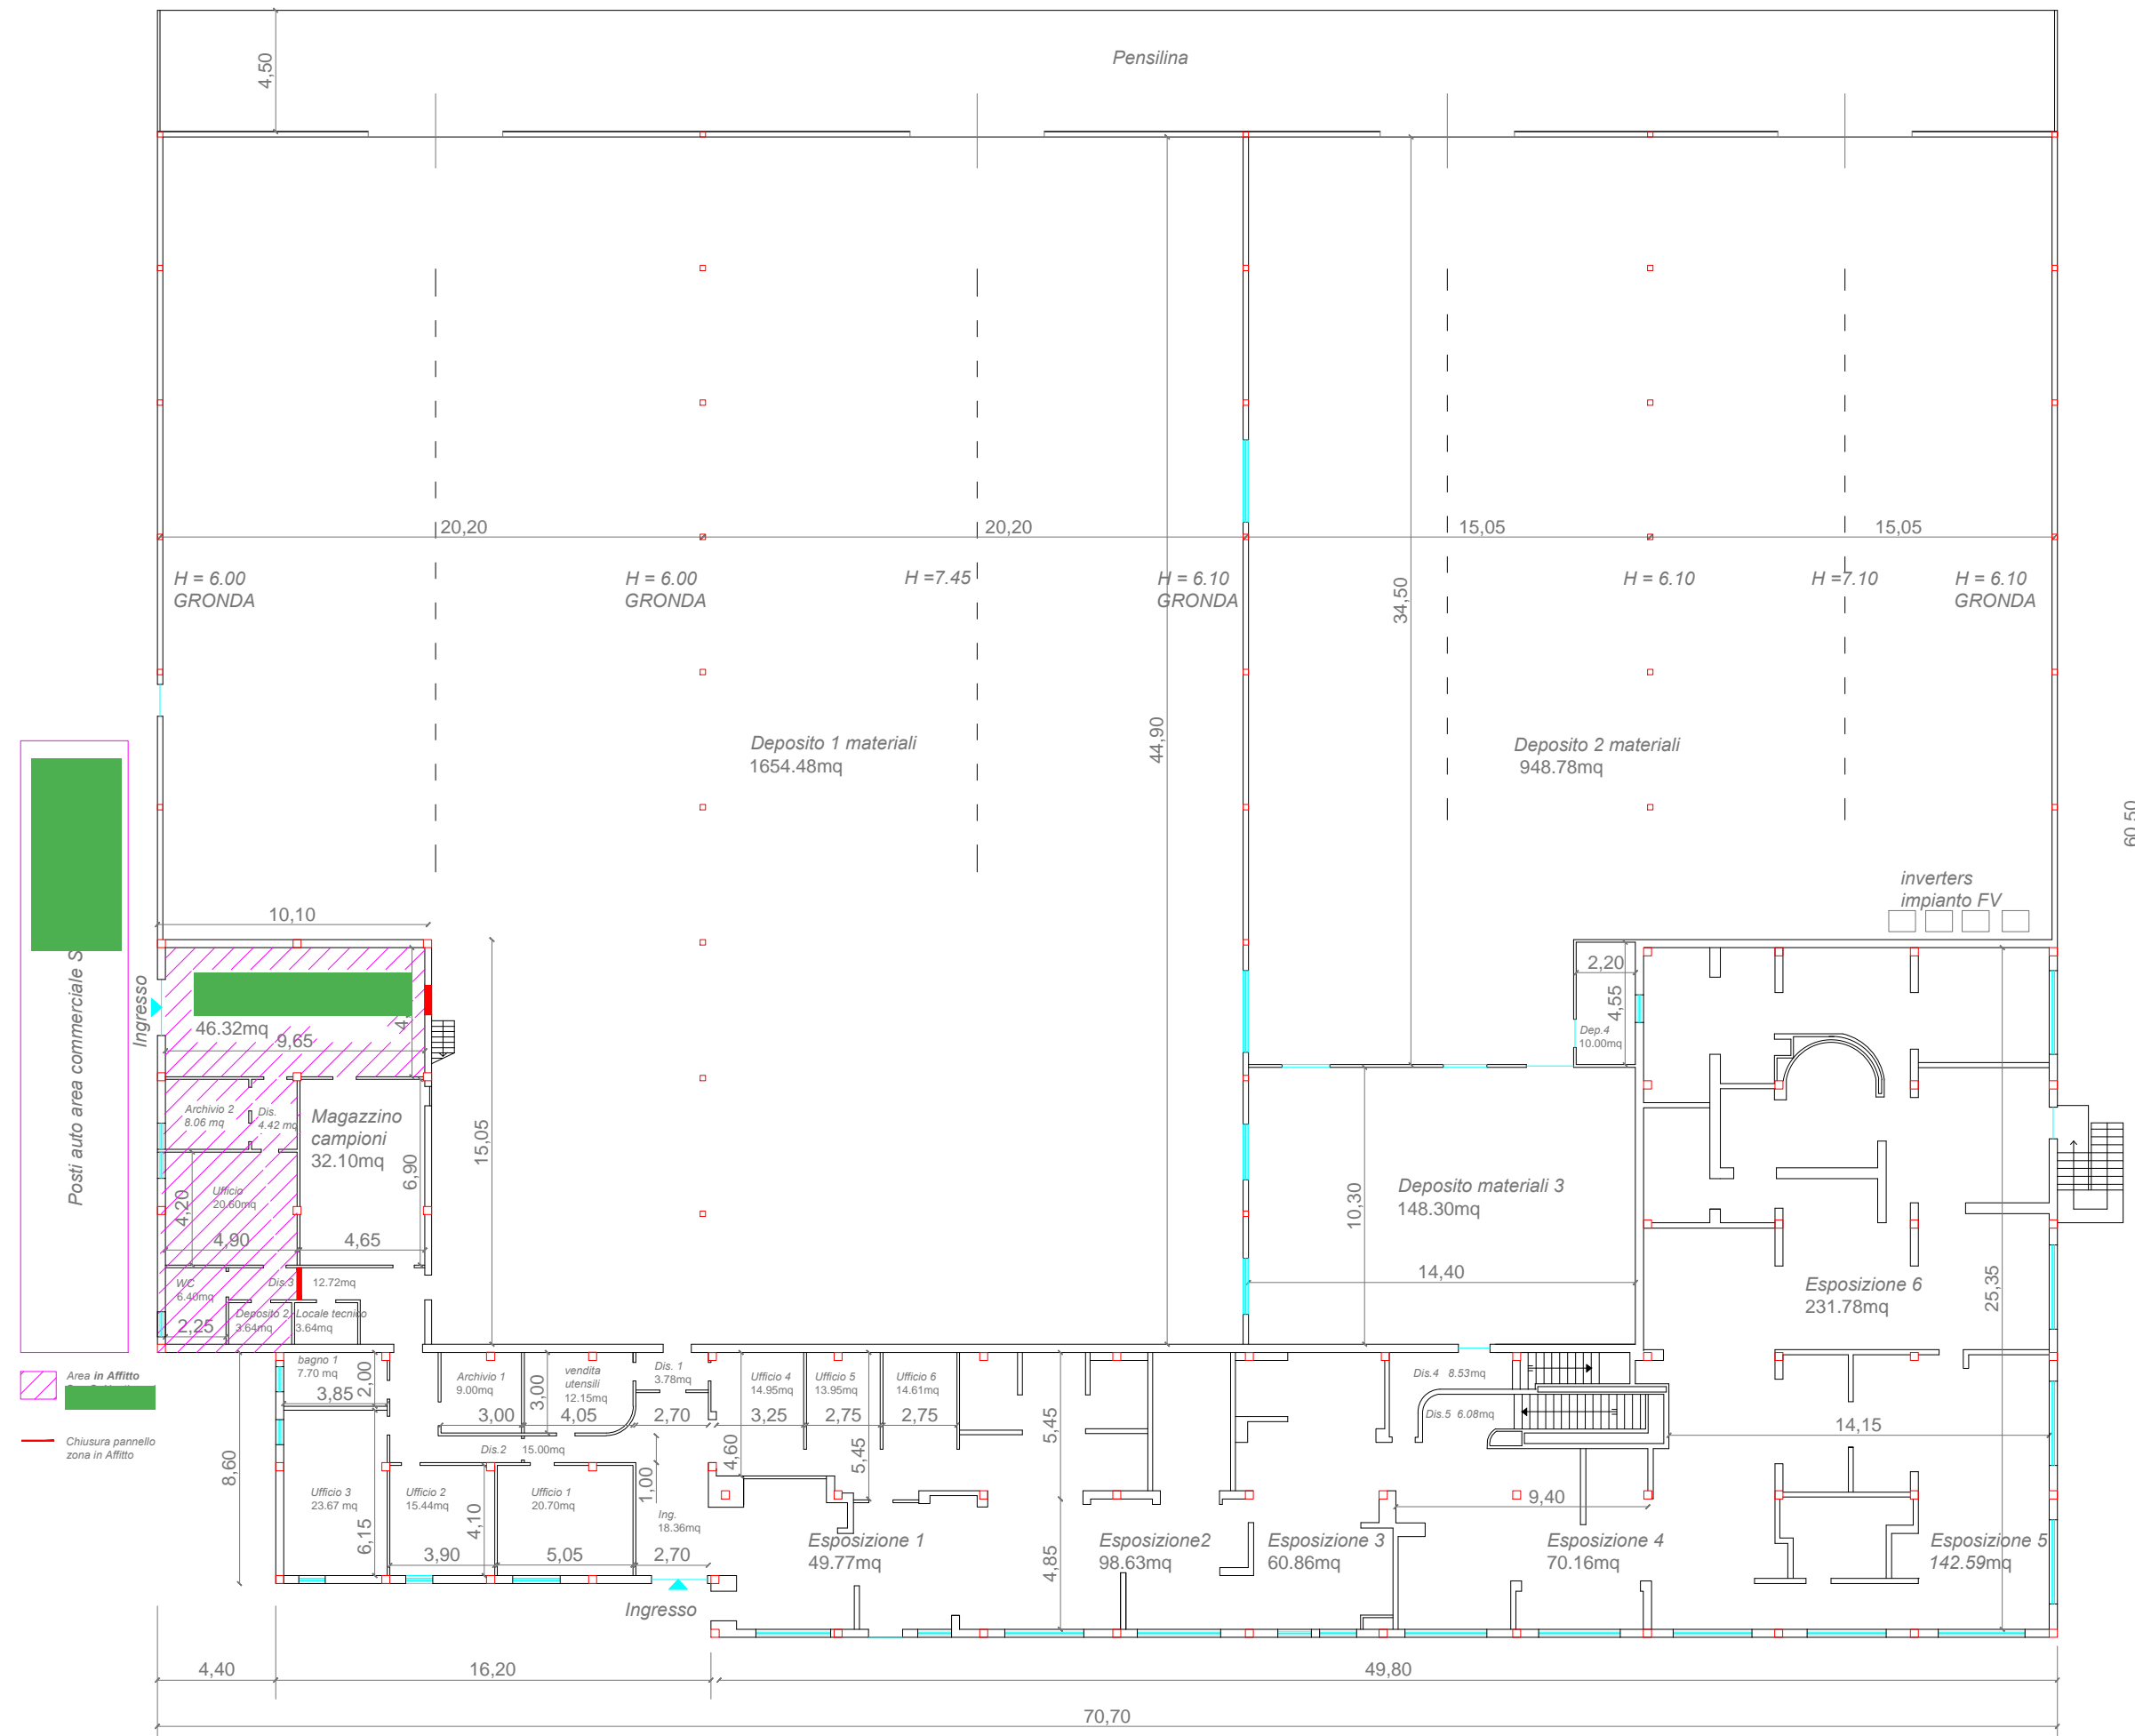 Pensilina
4,50
20,20
20,20
15,05
15,05
H = 6.00
GRONDA
H = 6.00
GRONDA
H =7.45
H = 6.10
GRONDA
H = 6.10
H =7.10
H = 6.10
GRONDA
34,50
44,90
Deposito 1 materiali
1654.48mq
Deposito 2 materiali
948.78mq
60,50
inverters
impianto FV
10,10
Posti auto area commerciale S
Ingresso
46.32mq
9,65
2,20
4,55
Dep.4
10.00mq
Archivio 2
8.06 mq
Dis.
4.42 mq
Magazzino
campioni
32.10mq
6,90
15,05
Ufficio
20.60mq
4,20
4,90
4,65
Deposito materiali 3
148.30mq
10,30
14,40
WC
6.40mq
Dis.3
12.72mq
Deposito 2
3.64mq
Locale tecnico
3.64mq
2,25
Esposizione 6
231.78mq
25,35
Area in Affitto
Chiusura pannello
zona in Affitto
bagno 1
7.70 mq
2,00
3,85
Archivio 1
9.00mq
3,00
3,00
vendita
utensili
12.15mq
4,05
Dis. 1
3.78mq
2,70
Ufficio 4
14.95mq
3,25
Ufficio 5
13.95mq
2,75
Ufficio 6
14.61mq
2,75
Dis.4 8.53mq
Dis.5 6.08mq
14,15
8,60
Dis.2
15.00mq
4,60
5,45
5,45
1,00
Ufficio 3
23.67 mq
6,15
Ufficio 2
15.44mq
4,10
3,90
Ufficio 1
20.70mq
5,05
Ing.
18.36mq
2,70
Ingresso
Esposizione 1
49.77mq
4,85
Esposizione2
98.63mq
Esposizione 3
60.86mq
9,40
Esposizione 4
70.16mq
Esposizione 5
142.59mq
4,40
16,20
49,80
70,70